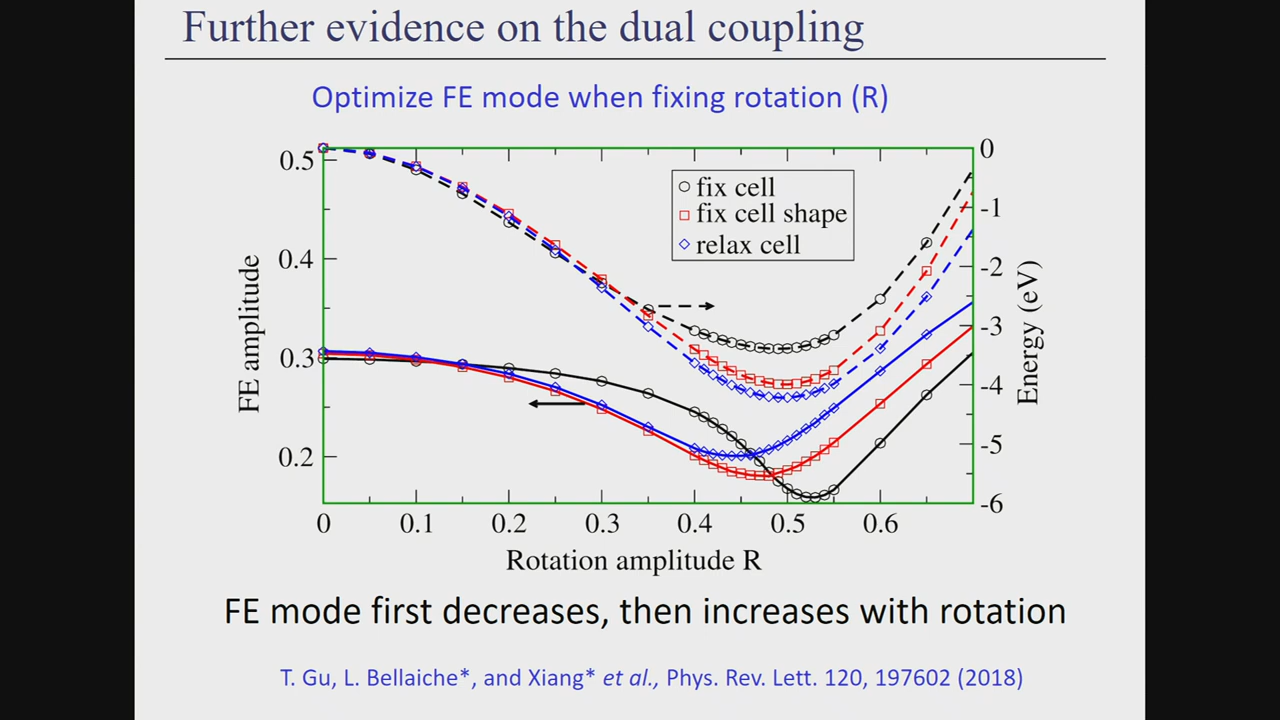 Further evidence on the dual coupling
Optimize FE mode when fixing rotation (R)
0.5
0.4
0.3
0.2
FE amplitude
fix cell
fix cell shape
relax cell
0
-1
-2
-3
-4
-5
-6
Energy (eV)
0 0.1 0.2 0.3 0.4 0.5 0.6
Rotation amplitude R
FE mode first decreases, then increases with rotation
T. Gu, L. Bellaiche*, and Xiang* et al., Phys. Rev. Lett. 120, 197602 (2018)